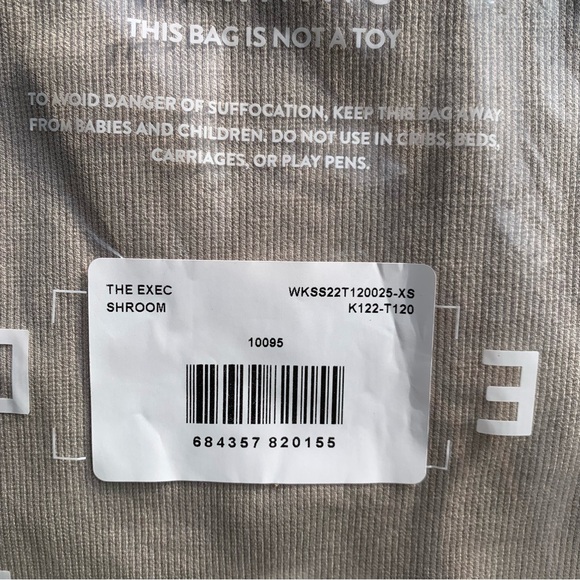 THIS BAG IS NOT A TOY
TO AVOID DANGER OF SUFFOCATION, KEEP THIS BAG AWAY
FROM BABIES AND CHILDREN. DO NOT USE IN CRIBS, BEDS,
CARRIAGES, OR PLAY PENS.
THE EXEC WKSS22T120025-XS
SHROOM K122-T120
10095
684357 820155